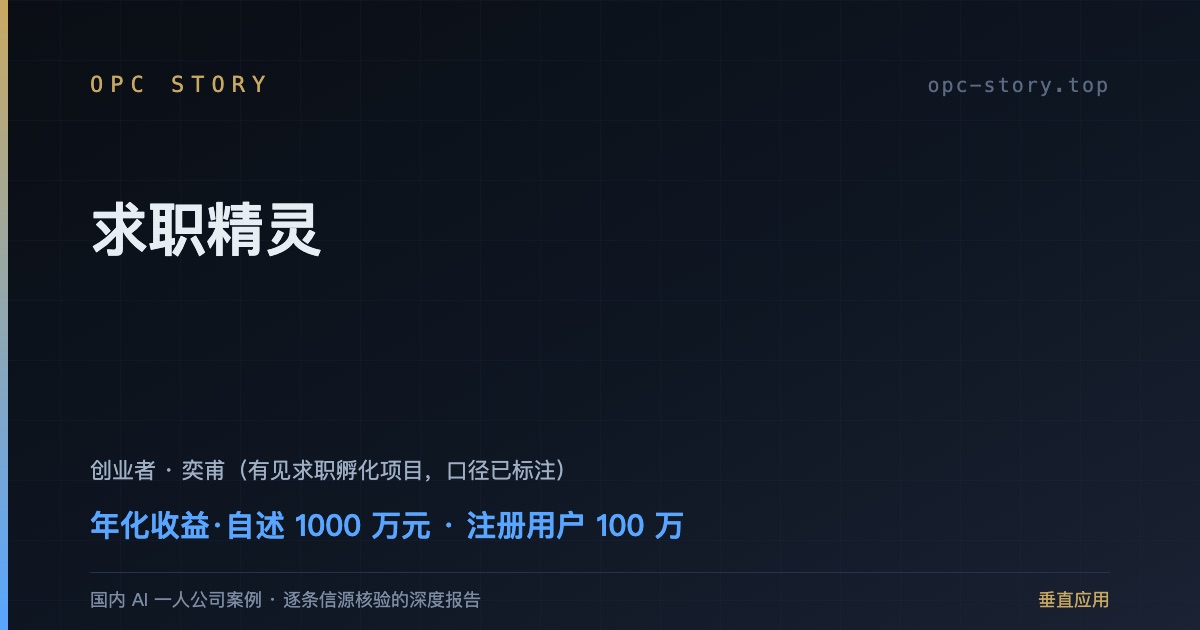 OPC STORY
opc-story.top
求职精灵
创业者 · 奕甫（有见求职孵化项目，口径已标注）
年化收益·自述 1000 万元 · 注册用户 100 万
国内 AI 一人公司案例 · 逐条信源核验的深度报告
垂直应用